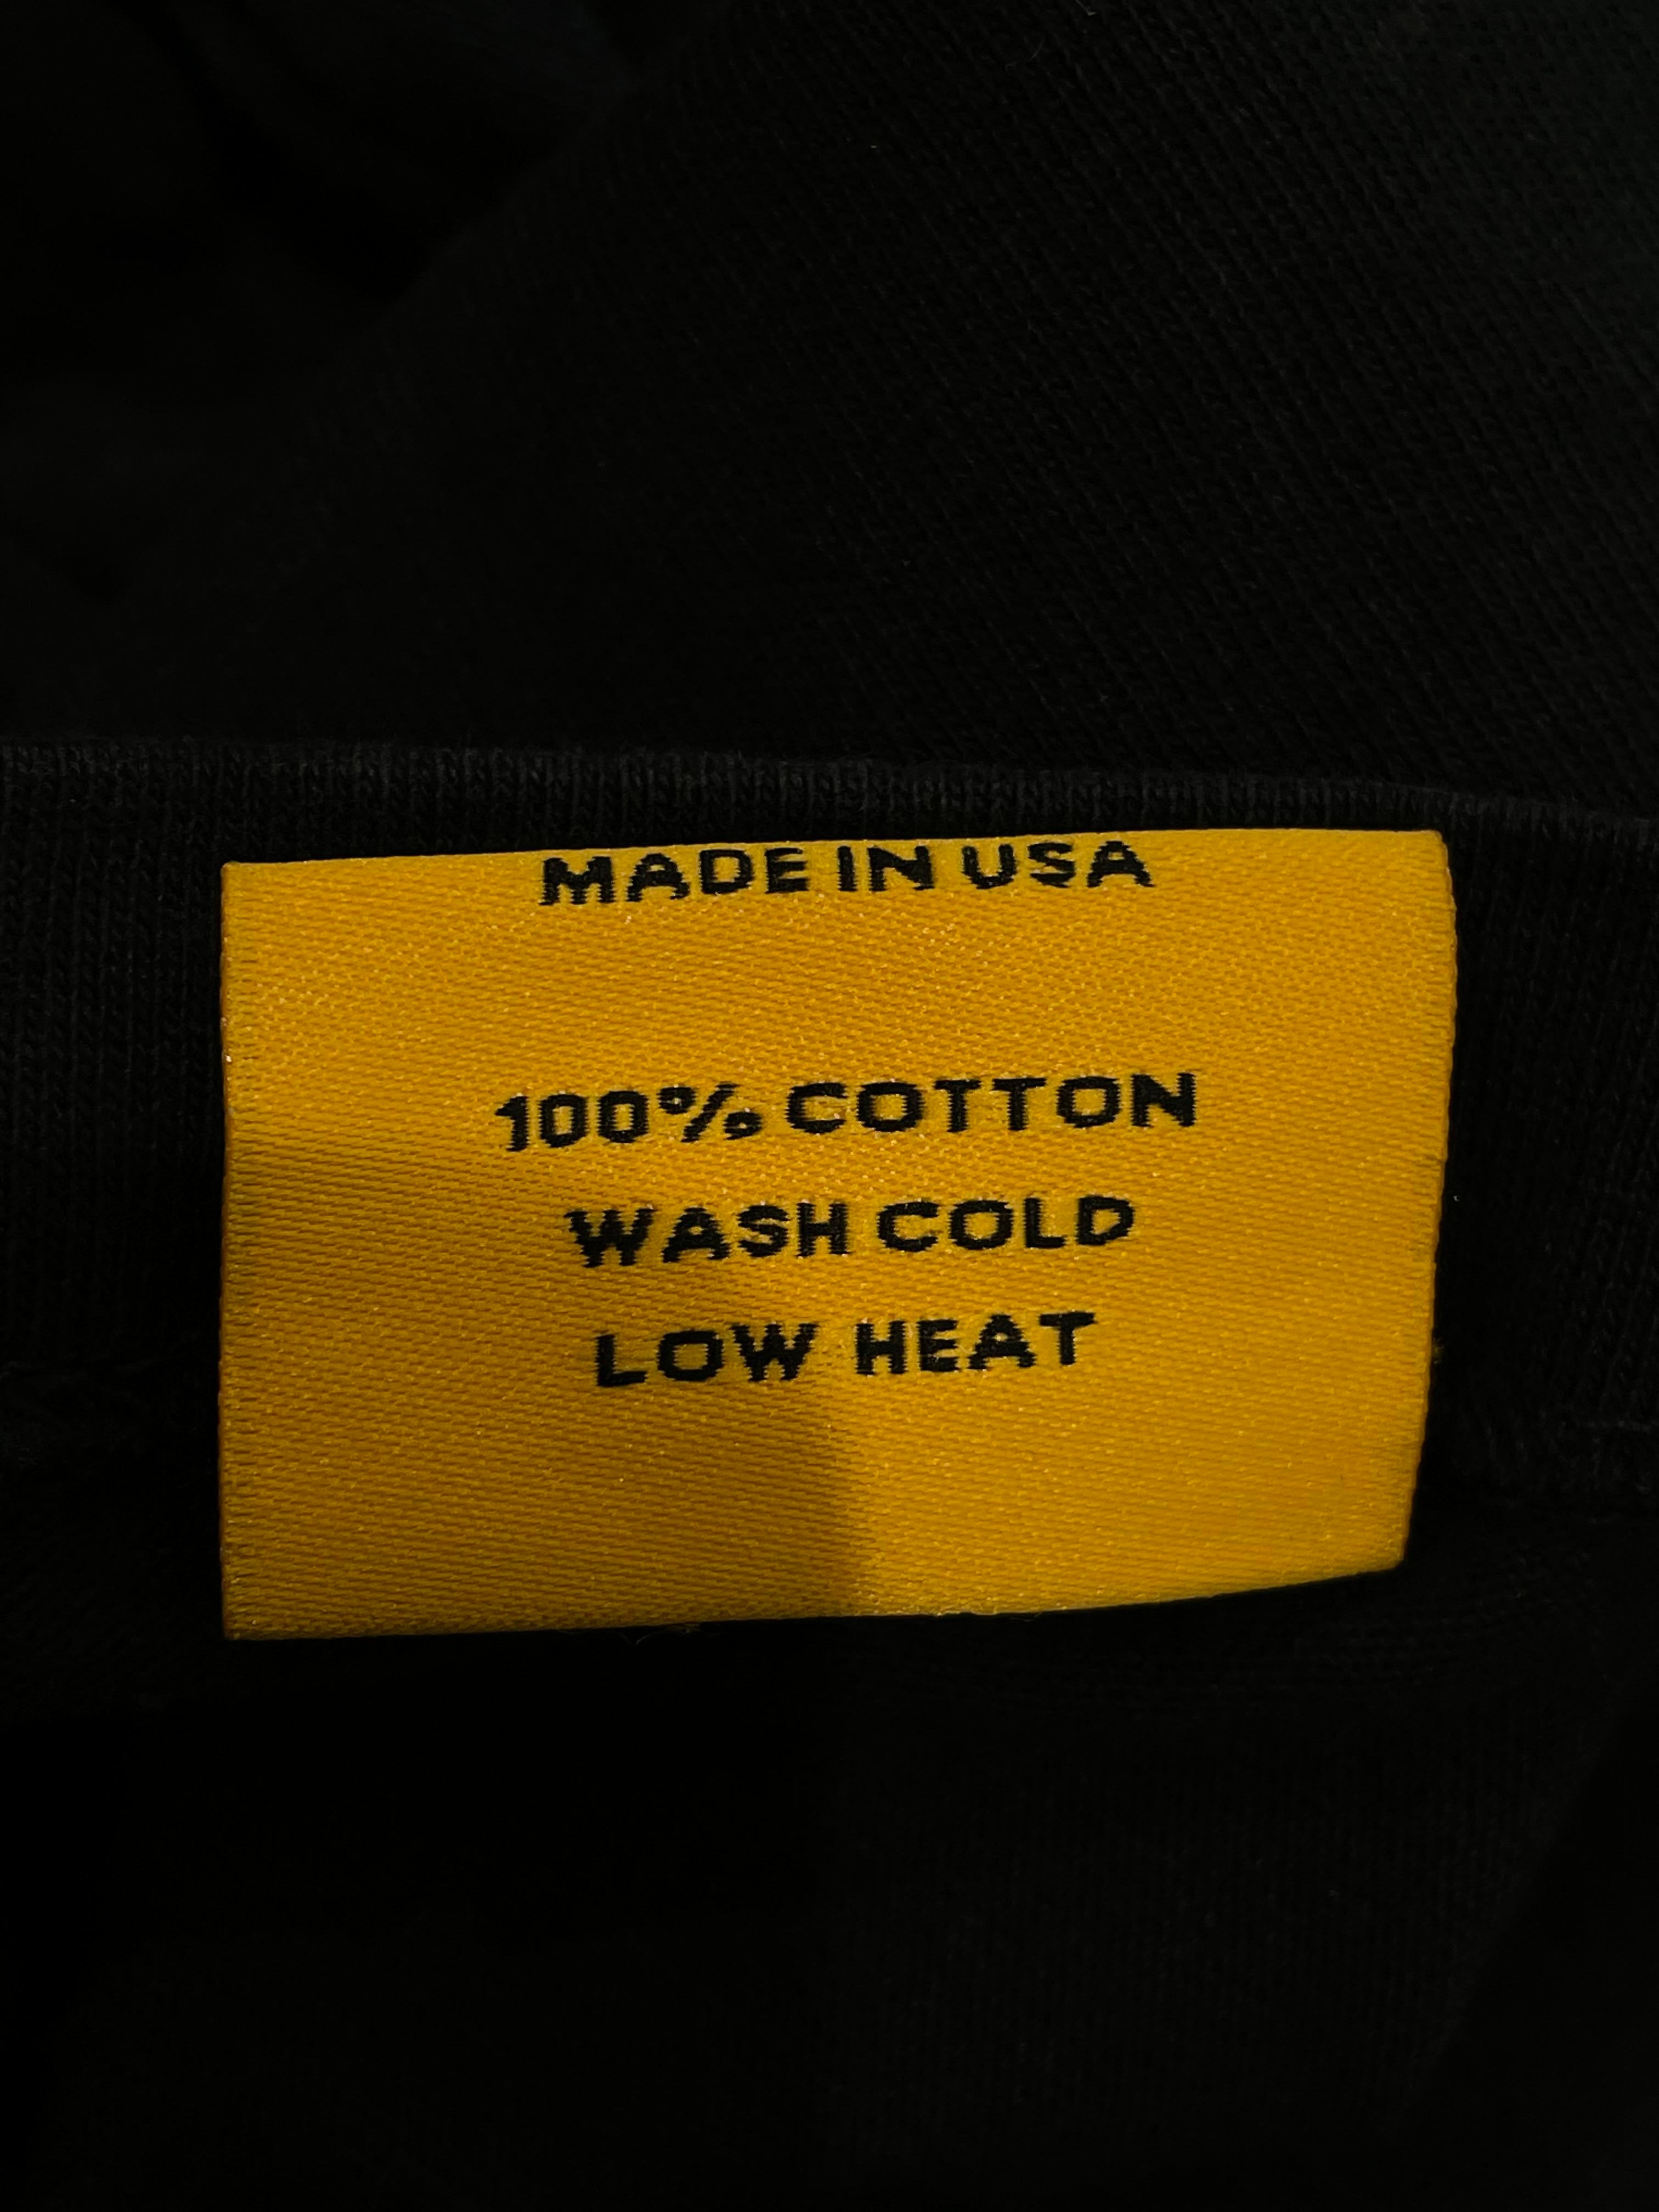 MADE IN USA
100% COTTON
WASH COLD
LOW HEAT